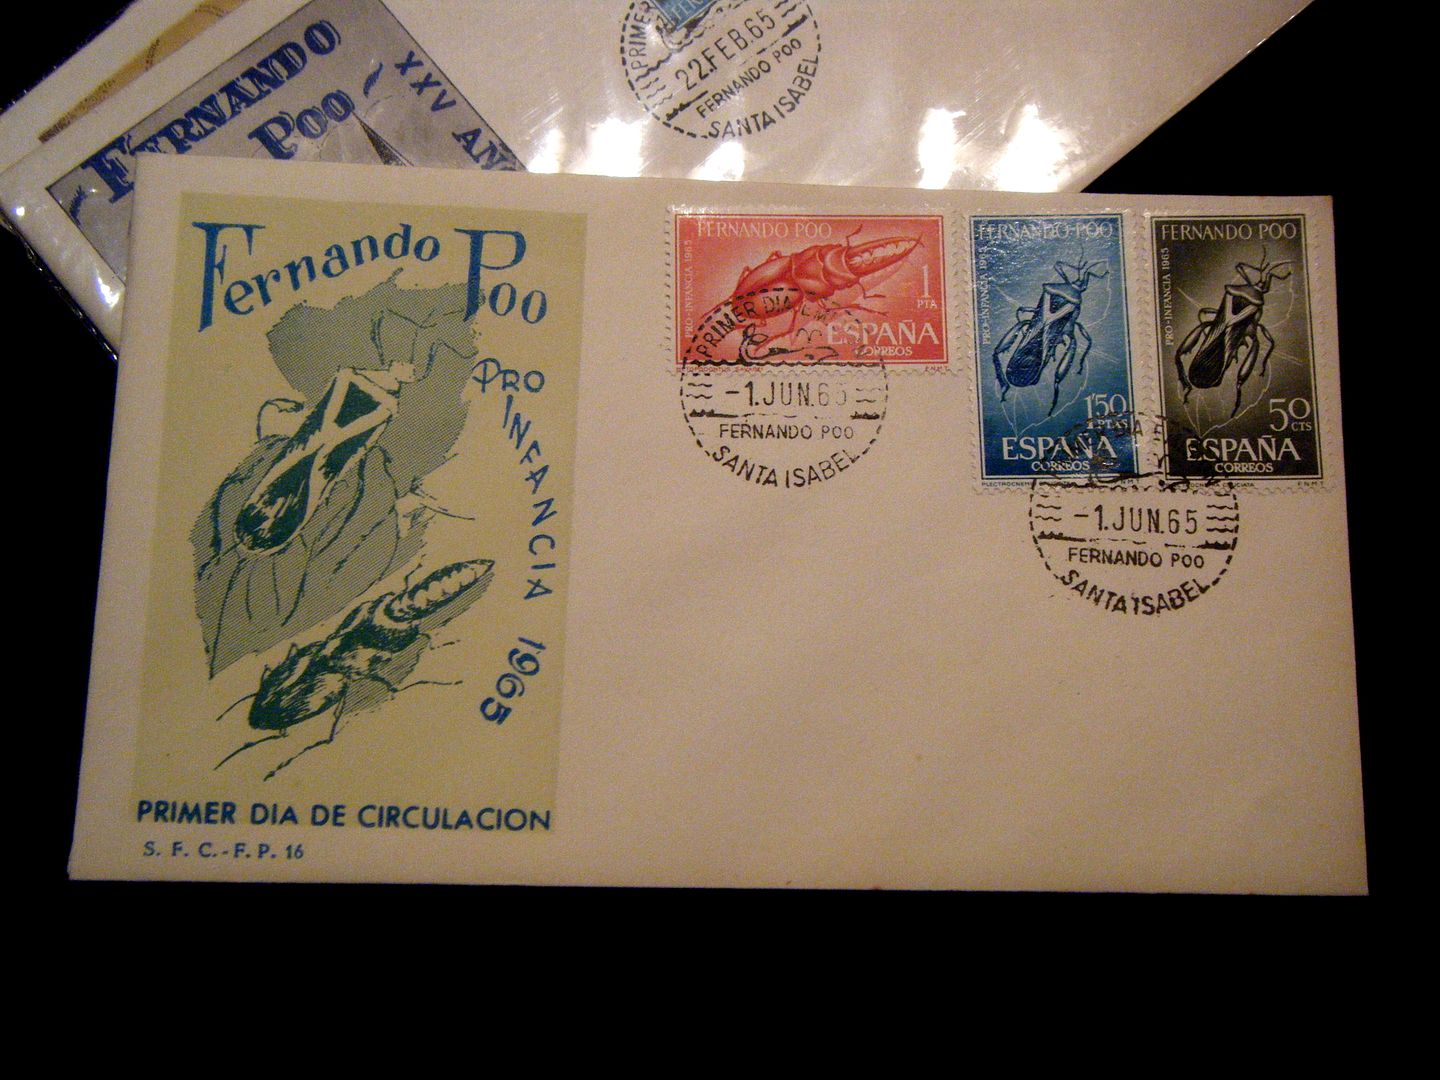 FERNANDO
POO
XXV AÑ
PRIMER
22.FEB.65
FERNANDO POO
SANTA ISABEL
Fernando Poo
PRO
INFANCIA 1965
PRIMER DIA DE CIRCULACION
S. F. C. - F. P. 16
FERNANDO POO
PRO-INFANCIA 1965
1
PTA
ESPAÑA
CORREOS
F.N.M.T.
PRIMER DIA EMI
-1.JUN.65
FERNANDO POO
SANTA ISABEL
FERNANDO POO
PRO-INFANCIA 1965
1'50
PTAS
ESPAÑA
CORREOS
FERNANDO POO
PRO-INFANCIA 1965
50
CTS
ESPAÑA
CORREOS
F.N.M.T.
-1.JUN.65
FERNANDO POO
SANTA ISABEL